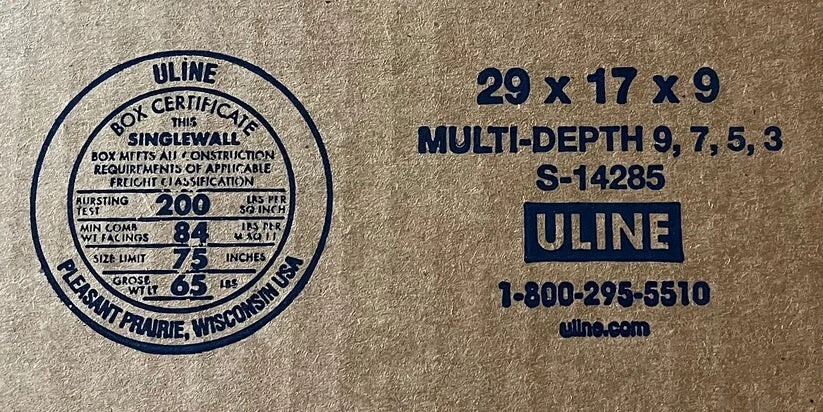 ULINE
BOX CERTIFICATE
THIS
SINGLEWALL
BOX MEETS ALL CONSTRUCTION
REQUIREMENTS OF APPLICABLE
FREIGHT CLASSIFICATION
BURSTING TEST 200 LBS PER SQ INCH
MIN COMB WT FACINGS 84 LBS PER M SQ FT
SIZE LIMIT 75 INCHES
GROSS WT LT 65 LBS
PLEASANT PRAIRIE, WISCONSIN USA
29 x 17 x 9
MULTI-DEPTH 9, 7, 5, 3
S-14285
ULINE
1-800-295-5510
uline.com